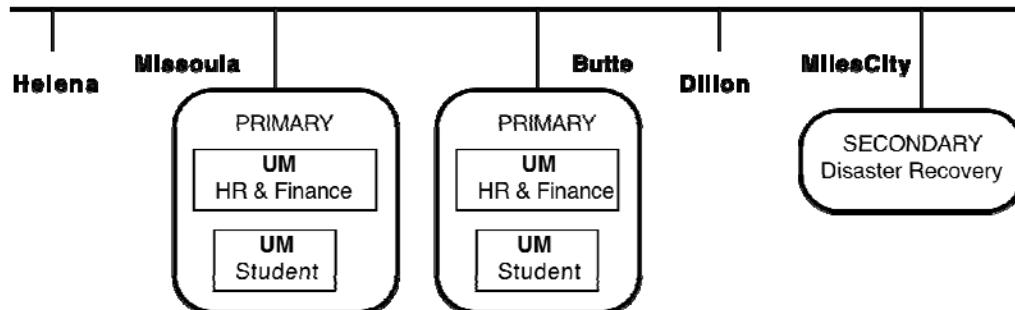 Helena
Missoula
Butte
Dillon
MilesCity
PRIMARY
UM
HR & Finance
UM
Student
PRIMARY
UM
HR & Finance
UM
Student
SECONDARY
Disaster Recovery